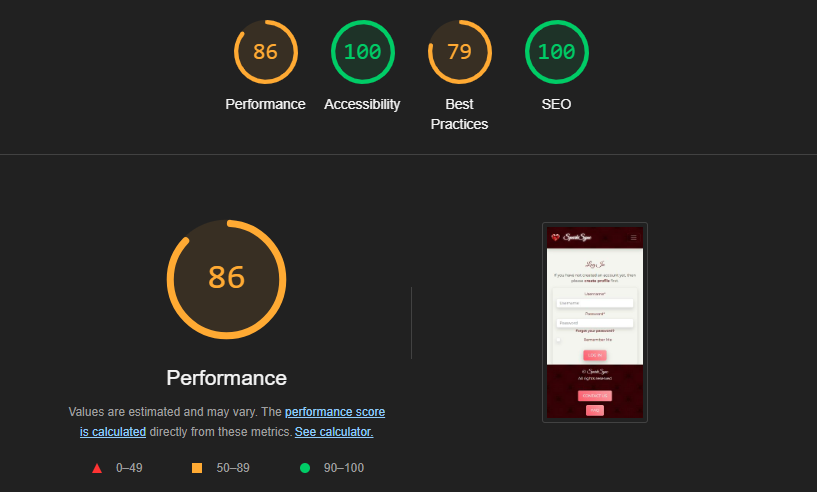 86
100
79
100
Performance
Accessibility
Best
Practices
SEO
86
Performance
Values are estimated and may vary. The performance score
is calculated directly from these metrics. See calculator.
0–49
50–89
90–100
Log In
If you have not created an account yet, then
please create profile first.
Username*
Username
Password*
Password
Forgot your password?
Remember Me
LOG IN
All rights reserved
CONTACT US